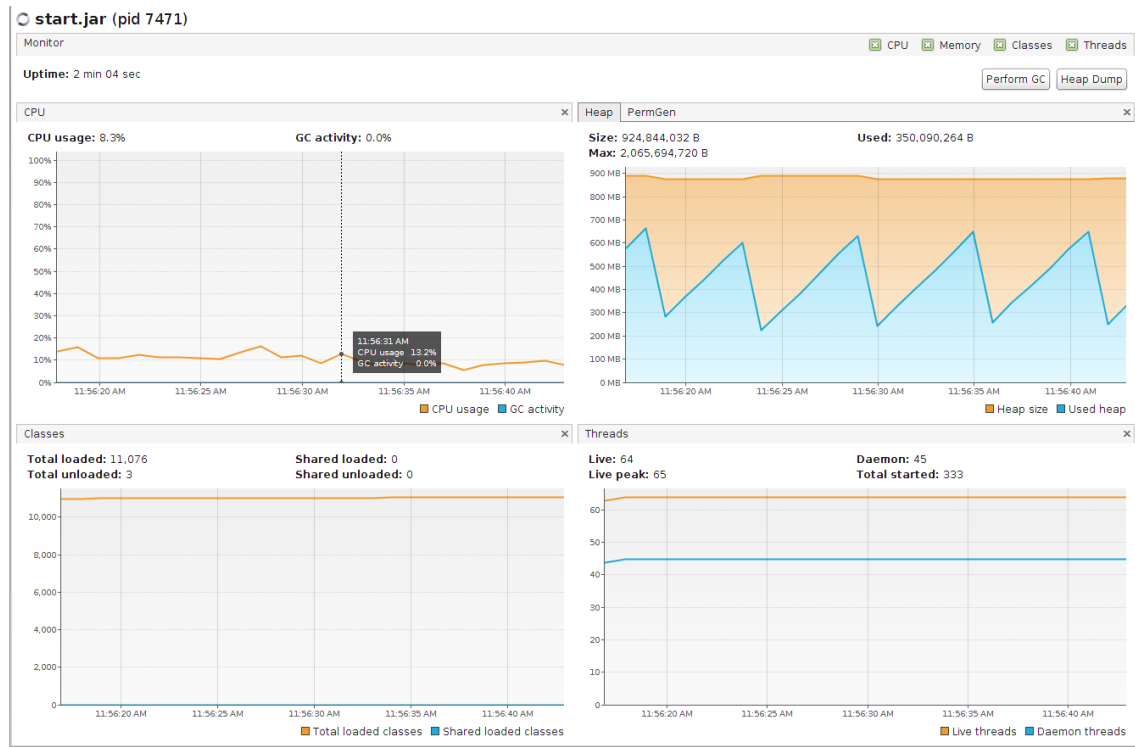 start.jar (pid 7471)
Monitor
CPU Memory Classes Threads
Uptime: 2 min 04 sec
Perform GC Heap Dump
CPU
CPU usage: 8.3% GC activity: 0.0%
100%
90%
80%
70%
60%
50%
40%
30%
20%
10%
0%
11:56:31 AM
CPU usage 13.2%
GC activity 0.0%
11:56:20 AM 11:56:25 AM 11:56:30 AM 11:56:35 AM 11:56:40 AM
CPU usage GC activity
Heap PermGen
Size: 924,844,032 B Used: 350,090,264 B
Max: 2,065,694,720 B
900 MB
800 MB
700 MB
600 MB
500 MB
400 MB
300 MB
200 MB
100 MB
0 MB
11:56:20 AM 11:56:25 AM 11:56:30 AM 11:56:35 AM 11:56:40 AM
Heap size Used heap
Classes
Total loaded: 11,076 Shared loaded: 0
Total unloaded: 3 Shared unloaded: 0
10,000
8,000
6,000
4,000
2,000
0
11:56:20 AM 11:56:25 AM 11:56:30 AM 11:56:35 AM 11:56:40 AM
Total loaded classes Shared loaded classes
Threads
Live: 64 Daemon: 45
Live peak: 65 Total started: 333
60
50
40
30
20
10
0
11:56:20 AM 11:56:25 AM 11:56:30 AM 11:56:35 AM 11:56:40 AM
Live threads Daemon threads